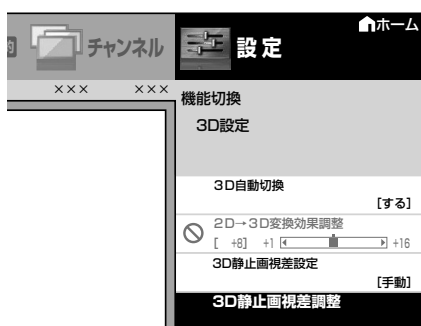 ホーム
的 チャンネル 設定
××× ×××
機能切換
3D設定
3D自動切換
[する]
2D→3D変換効果調整
[ +8] +1 +16
3D静止画視差設定
[手動]
3D静止画視差調整